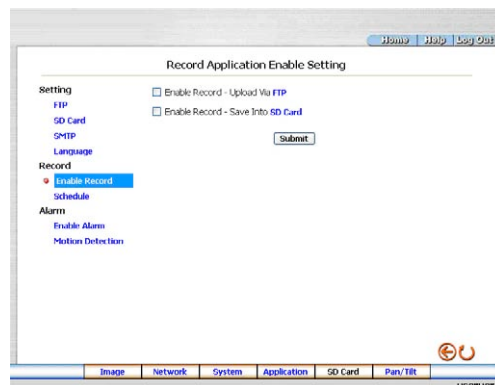 Home Help Log Out
Record Application Enable Setting
Setting
FTP
SD Card
SMTP
Language
Record
Enable Record
Schedule
Alarm
Enable Alarm
Motion Detection
Enable Record - Upload Via FTP
Enable Record - Save Into SD Card
Submit
Image Network System Application SD Card Pan/Tilt